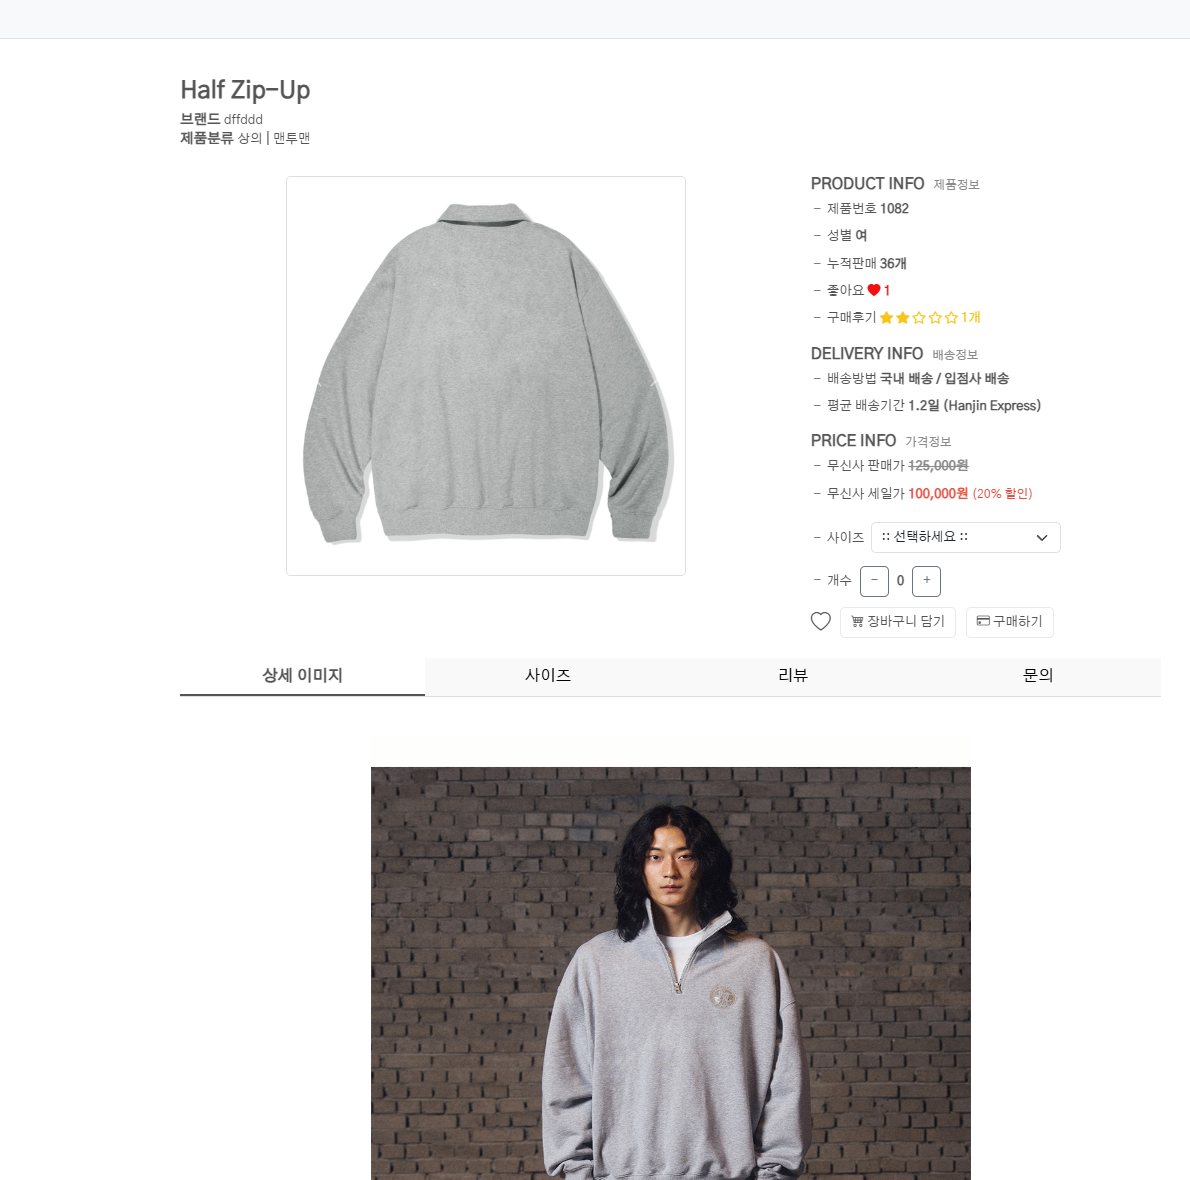 Half Zip-Up
브랜드 dffddd
제품분류 상의 | 맨투맨
PRODUCT INFO 제품정보
- 제품번호 1082
- 성별 여
- 누적판매 36개
- 좋아요 ♥ 1
- 구매후기 ★★☆☆☆ 1개
DELIVERY INFO 배송정보
- 배송방법 국내 배송 / 입점사 배송
- 평균 배송기간 1.2일 (Hanjin Express)
PRICE INFO 가격정보
- 무신사 판매가 125,000원
- 무신사 세일가 100,000원 (20% 할인)
- 사이즈 :: 선택하세요 ::
- 개수 - 0 +
장바구니 담기 구매하기
상세 이미지 사이즈 리뷰 문의